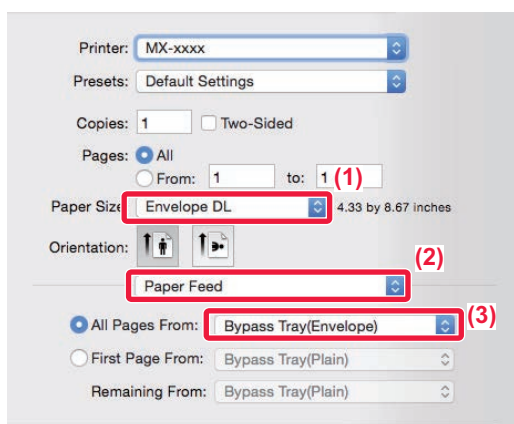 Printer: MX-xxxx
Presets: Default Settings
Copies: 1 Two-Sided
Pages: All
From: 1 to: 1 (1)
Paper Size Envelope DL 4.33 by 8.67 inches
Orientation:
(2)
Paper Feed
All Pages From: Bypass Tray(Envelope) (3)
First Page From: Bypass Tray(Plain)
Remaining From: Bypass Tray(Plain)